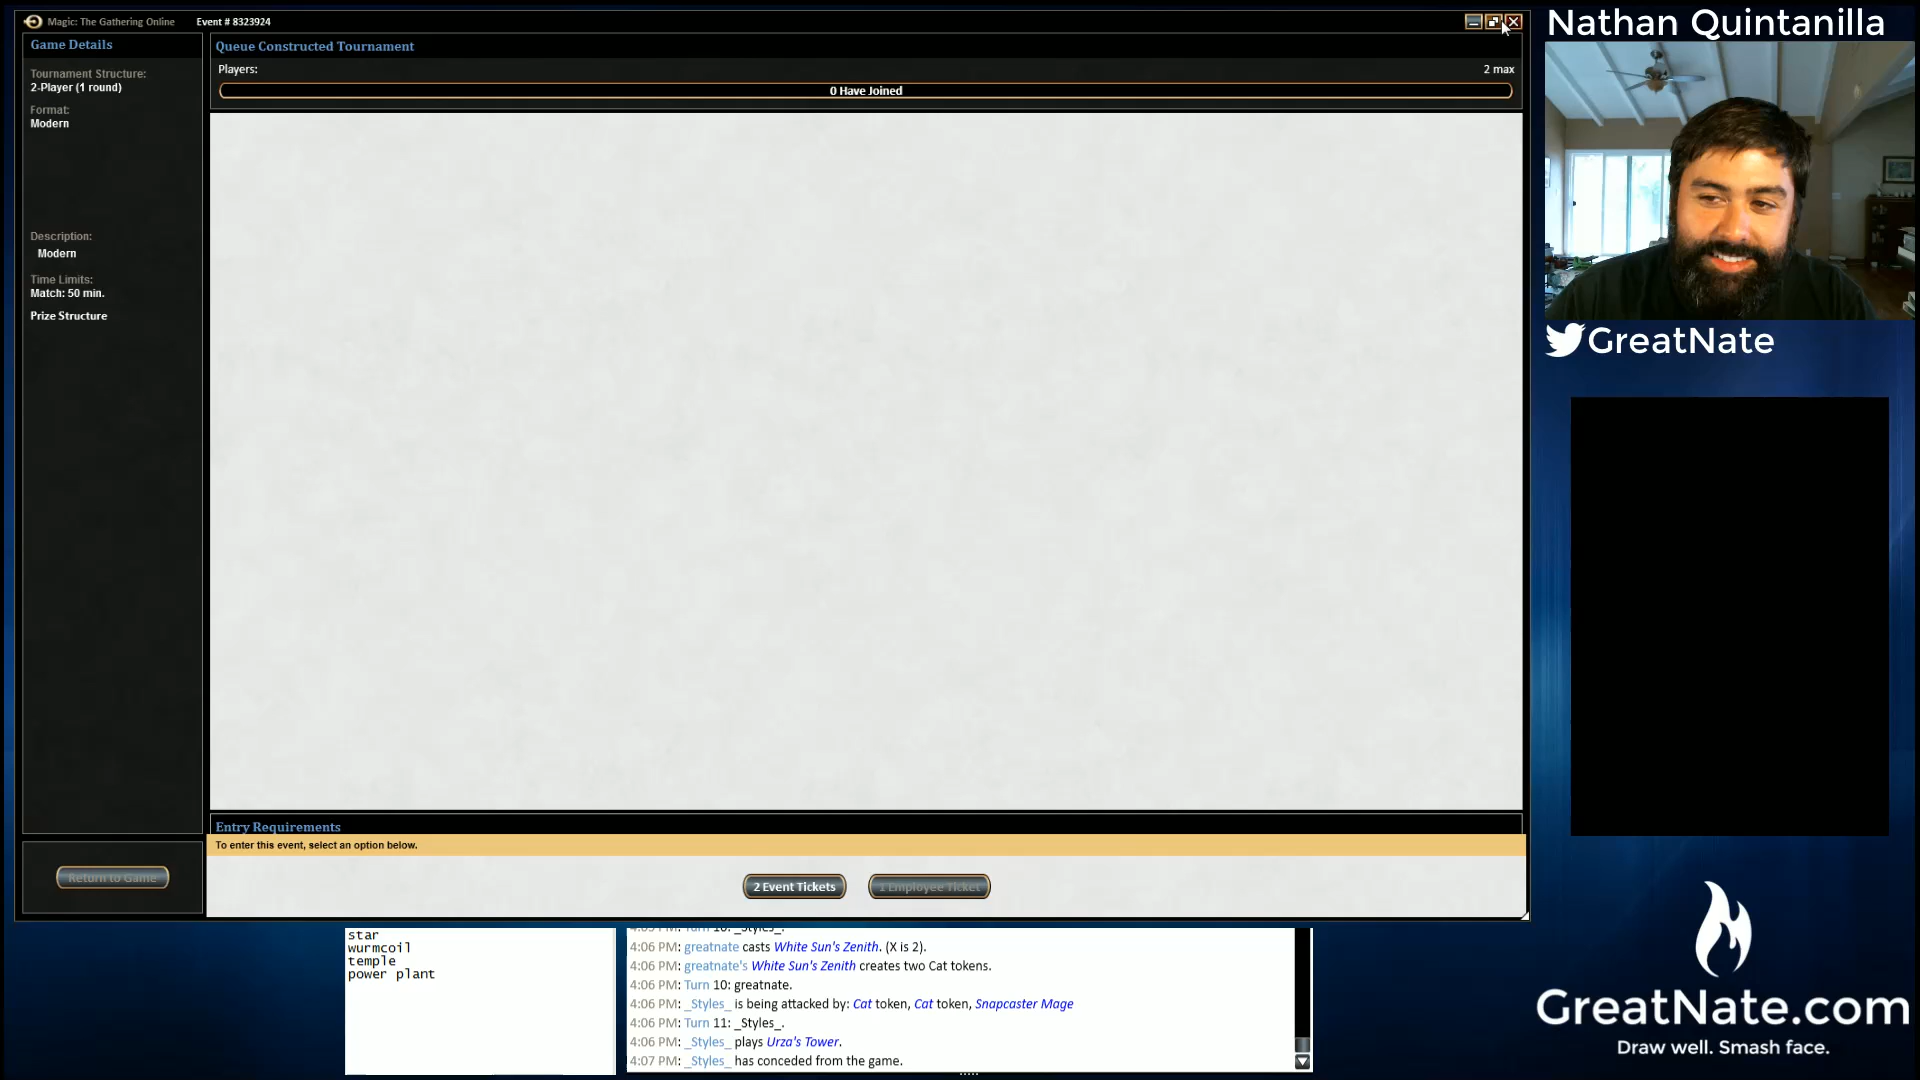 Magic: The Gathering Online Event # 8323924
Nathan Quintanilla
Game Details
Tournament Structure:
2-Player (1 round)
Format:
Modern
Description:
Modern
Time Limits:
Match: 50 min.
Prize Structure
Return to Game
Queue Constructed Tournament
Players: 2 max
0 Have Joined
Entry Requirements
To enter this event, select an option below.
2 Event Tickets
1 Employee Ticket
GreatNate
star
wurmcoil
temple
power plant
4:06 PM: greatnate casts White Sun's Zenith. (X is 2).
4:06 PM: greatnate's White Sun's Zenith creates two Cat tokens.
4:06 PM: Turn 10: greatnate.
4:06 PM: _Styles_ is being attacked by: Cat token, Cat token, Snapcaster Mage
4:06 PM: Turn 11: _Styles_.
4:06 PM: _Styles_ plays Urza's Tower.
4:07 PM: _Styles_ has conceded from the game.
GreatNate.com
Draw well. Smash face.